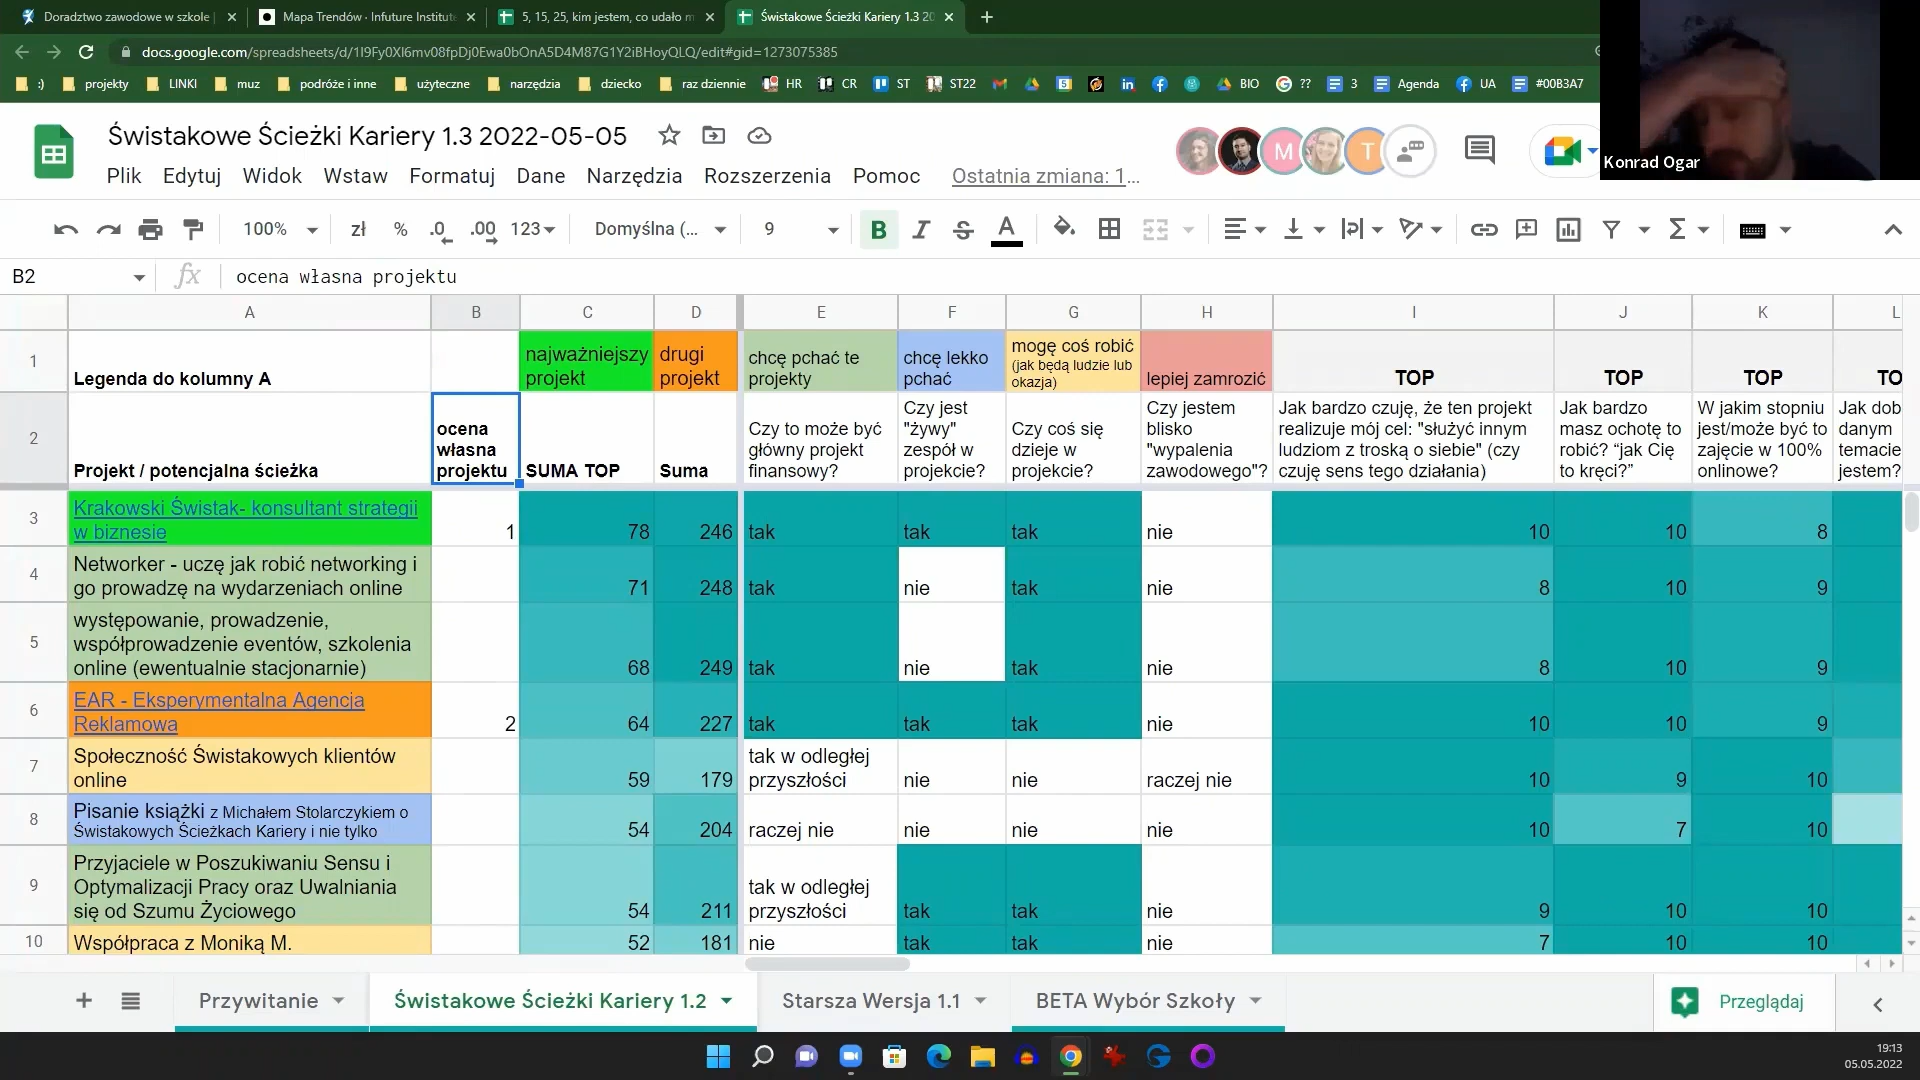 Doradztwo zawodowe w szkole
Mapa Trendów · Infuture Institute
5, 15, 25, kim jestem, co udało
Świstakowe Ścieżki Kariery 1.3 20
docs.google.com/spreadsheets/d/1I9Fy0Xl6mv08fpDj0Ewa0bOnA5D4M87G1Y2iBHoyQLQ/edit#gid=1273075385
:) projekty LINKI muz podróże i inne użyteczne narzędzia dziecko raz dziennie HR CR ST ST22 BIO ?? 3 Agenda UA #00B3A7
Konrad Ogar
Świstakowe Ścieżki Kariery 1.3 2022-05-05
M T
Plik Edytuj Widok Wstaw Formatuj Dane Narzędzia Rozszerzenia Pomoc Ostatnia zmiana: 1...
100% zł % .0 .00 123 Domyślna (... 9 B I S A
B2 fx ocena własna projektu
A B C D E F G H I J K L
1
Legenda do kolumny A
najważniejszy
projekt
drugi
projekt
chcę pchać te
projekty
chcę lekko
pchać
mogę coś robić
(jak będą ludzie lub
okazja)
lepiej zamrozić
TOP
TOP
TOP
TO
2
Projekt / potencjalna ścieżka
ocena
własna
projektu
SUMA TOP
Suma
Czy to może być
główny projekt
finansowy?
Czy jest
"żywy"
zespół w
projekcie?
Czy coś się
dzieje w
projekcie?
Czy jestem
blisko
"wypalenia
zawodowego"?
Jak bardzo czuję, że ten projekt
realizuje mój cel: "służyć innym
ludziom z troską o siebie" (czy
czuję sens tego działania)
Jak bardzo
masz ochotę to
robić? “jak Cię
to kręci?”
W jakim stopniu
jest/może być to
zajęcie w 100%
onlinowe?
Jak dob
danym
temacie
jestem?
3
Krakowski Świstak- konsultant strategii
w biznesie
1 78 246 tak tak tak nie 10 10 8
4
Networker - uczę jak robić networking i
go prowadzę na wydarzeniach online
71 248 tak nie tak nie 8 10 9
5
występowanie, prowadzenie,
współprowadzenie eventów, szkolenia
online (ewentualnie stacjonarnie)
68 249 tak nie tak nie 8 10 9
6
EAR - Eksperymentalna Agencja
Reklamowa
2 64 227 tak tak tak nie 10 10 9
7
Społeczność Świstakowych klientów
online
59 179
tak w odległej
przyszłości
nie nie raczej nie 10 9 10
8
Pisanie książki z Michałem Stolarczykiem o
Świstakowych Ścieżkach Kariery i nie tylko
54 204 raczej nie nie nie nie 10 7 10
9
Przyjaciele w Poszukiwaniu Sensu i
Optymalizacji Pracy oraz Uwalniania
się od Szumu Życiowego
54 211
tak w odległej
przyszłości
tak tak nie 9 10 10
10 Współpraca z Moniką M. 52 181 nie tak tak nie 7 10 10
Przywitanie Świstakowe Ścieżki Kariery 1.2 Starsza Wersja 1.1 BETA Wybór Szkoły Przeglądaj
19:13
05.05.2022